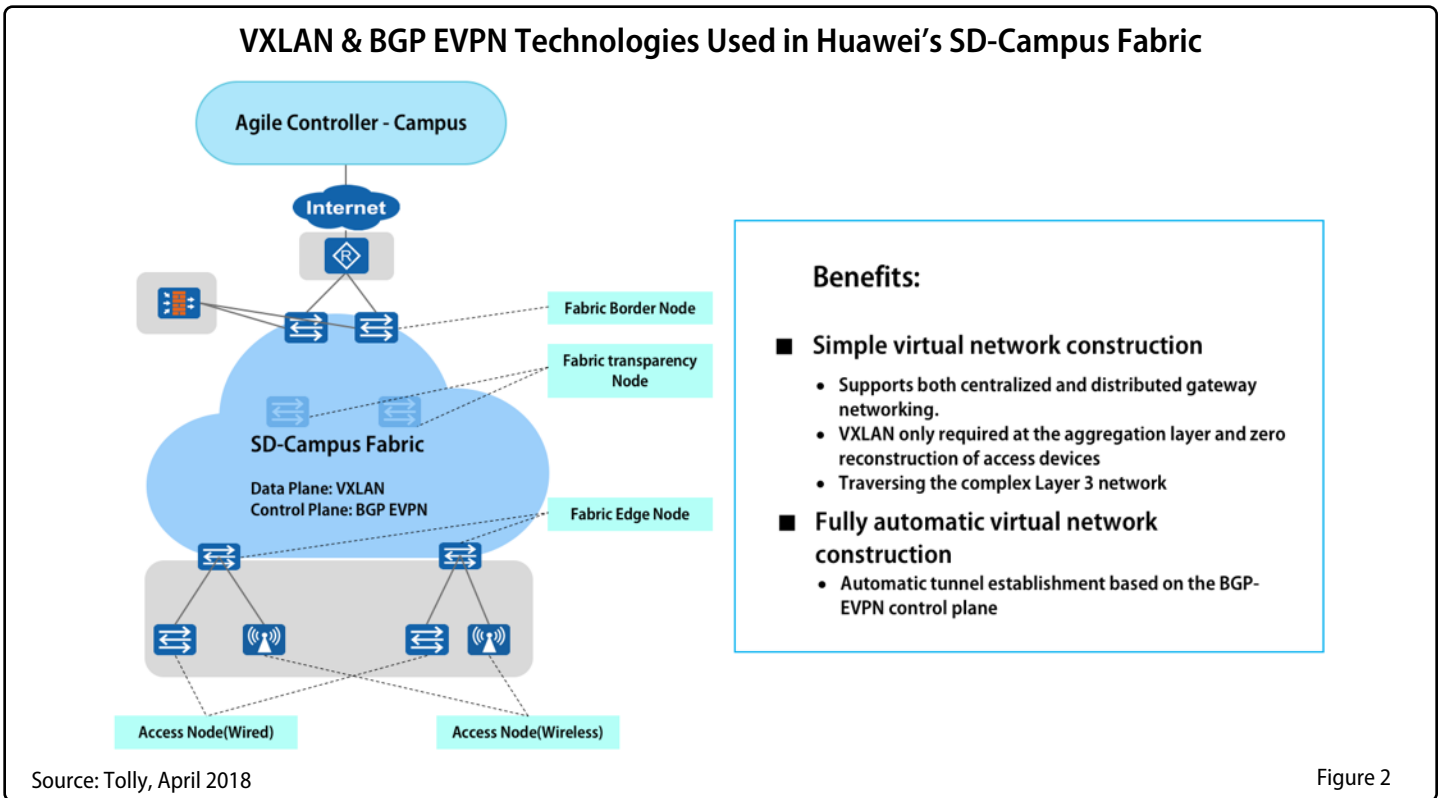 VXLAN & BGP EVPN Technologies Used in Huawei's SD-Campus Fabric
Agile Controller - Campus
Internet
R
Fabric Border Node
Fabric transparency
Node
SD-Campus Fabric
Data Plane: VXLAN
Control Plane: BGP EVPN
Fabric Edge Node
Access Node(Wired)
Access Node(Wireless)
Benefits:
■ Simple virtual network construction
• Supports both centralized and distributed gateway
networking.
• VXLAN only required at the aggregation layer and zero
reconstruction of access devices
• Traversing the complex Layer 3 network
■ Fully automatic virtual network
construction
• Automatic tunnel establishment based on the BGP-
EVPN control plane
Source: Tolly, April 2018
Figure 2